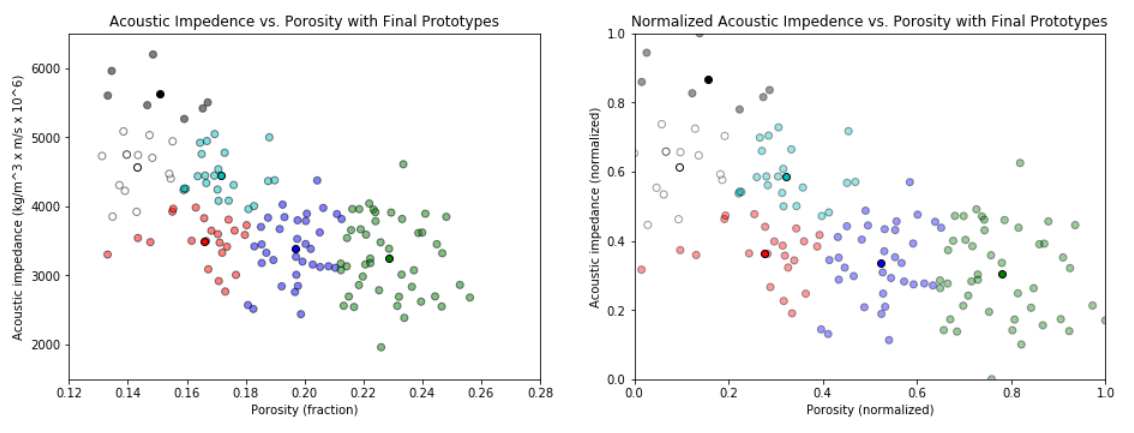 Acoustic Impedence vs. Porosity with Final Prototypes
Acoustic impedance (kg/m^3 x m/s x 10^6)
6000
5000
4000
3000
2000
0.12 0.14 0.16 0.18 0.20 0.22 0.24 0.26 0.28
Porosity (fraction)
Normalized Acoustic Impedence vs. Porosity with Final Prototypes
Acoustic impedance (normalized)
1.0
0.8
0.6
0.4
0.2
0.0
0.0 0.2 0.4 0.6 0.8 1.0
Porosity (normalized)